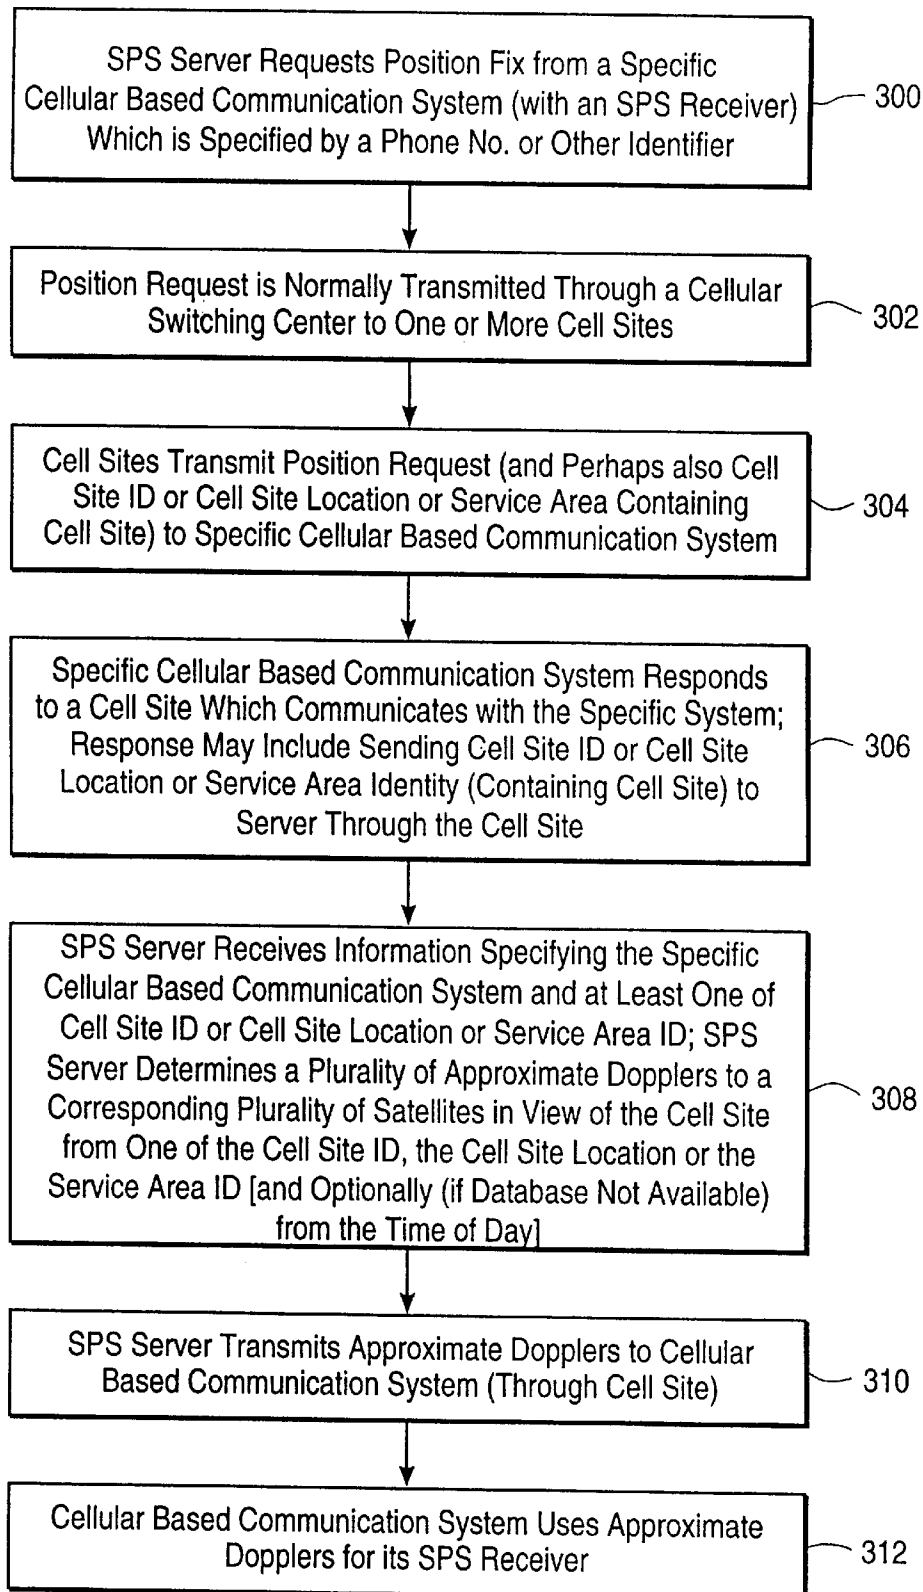 SPS Server Requests Position Fix from a Specific
Cellular Based Communication System (with an SPS Receiver)
Which is Specified by a Phone No. or Other Identifier
300
Position Request is Normally Transmitted Through a Cellular
Switching Center to One or More Cell Sites
302
Cell Sites Transmit Position Request (and Perhaps also Cell
Site ID or Cell Site Location or Service Area Containing
Cell Site) to Specific Cellular Based Communication System
304
Specific Cellular Based Communication System Responds
to a Cell Site Which Communicates with the Specific System;
Response May Include Sending Cell Site ID or Cell Site
Location or Service Area Identity (Containing Cell Site) to
Server Through the Cell Site
306
SPS Server Receives Information Specifying the Specific
Cellular Based Communication System and at Least One of
Cell Site ID or Cell Site Location or Service Area ID; SPS
Server Determines a Plurality of Approximate Dopplers to a
Corresponding Plurality of Satellites in View of the Cell Site
from One of the Cell Site ID, the Cell Site Location or the
Service Area ID [and Optionally (if Database Not Available)
from the Time of Day]
308
SPS Server Transmits Approximate Dopplers to Cellular
Based Communication System (Through Cell Site)
310
Cellular Based Communication System Uses Approximate
Dopplers for its SPS Receiver
312